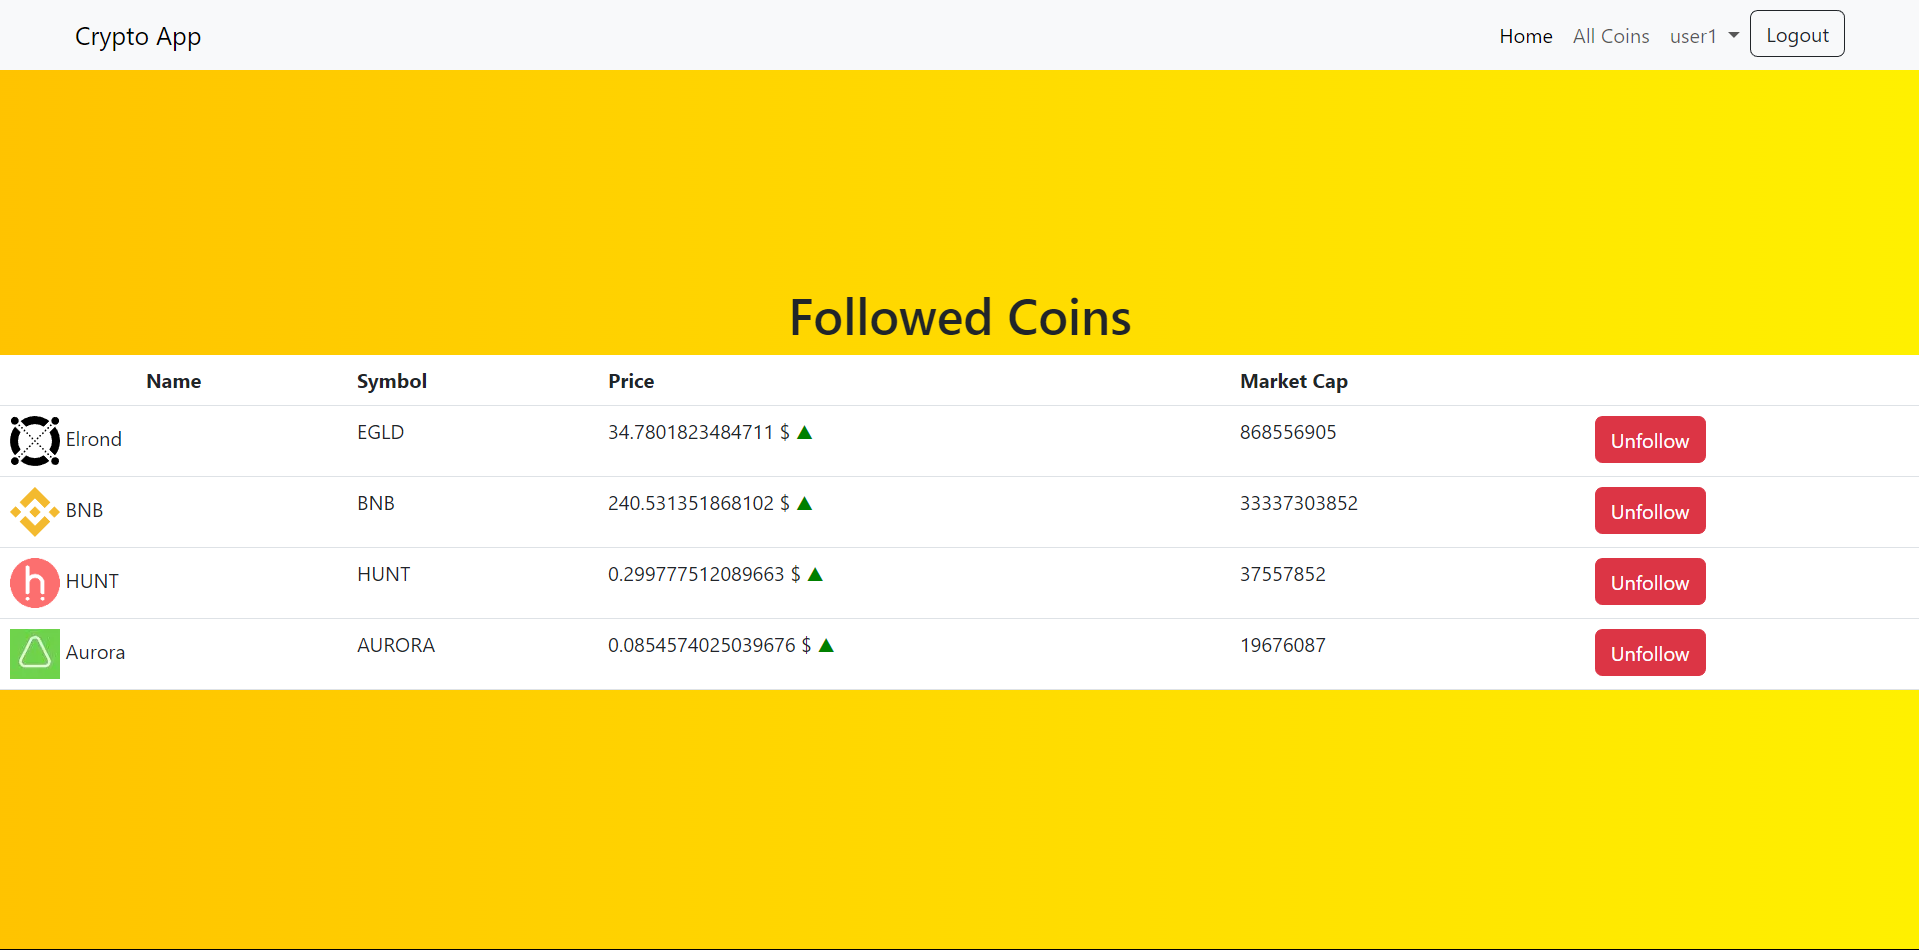 Crypto App Home All Coins user1 Logout
Followed Coins
Name Symbol Price Market Cap
Elrond EGLD 34.7801823484711 $ ▲ 868556905 Unfollow
BNB BNB 240.531351868102 $ ▲ 33337303852 Unfollow
h HUNT HUNT 0.299777512089663 $ ▲ 37557852 Unfollow
Aurora AURORA 0.0854574025039676 $ ▲ 19676087 Unfollow